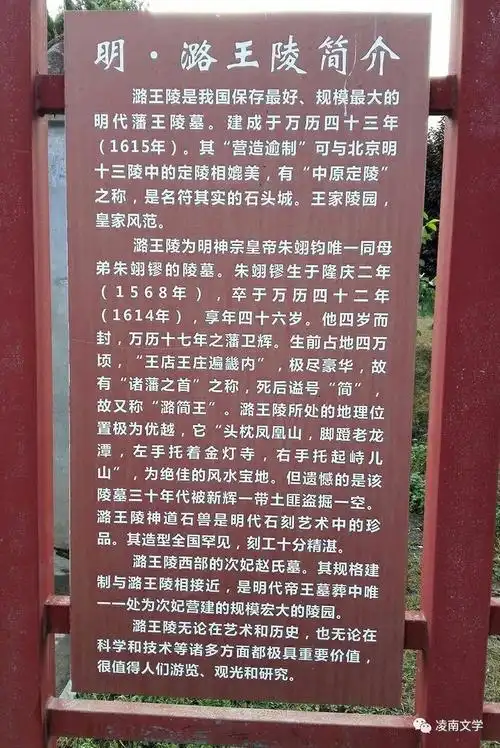 明·潞王陵简介
潞王陵是我国保存最好、规模最大的
明代藩王陵墓。建成于万历四十三年
（1615年）。其“营造逾制”可与北京明
十三陵中的定陵相媲美，有“中原定陵”
之称，是名符其实的石头城。王家陵园，
皇家风范。
潞王陵为明神宗皇帝朱翊钧唯一同母
弟朱翊镠的陵墓。朱翊镠生于隆庆二年
（1568年），卒于万历四十二年
（1614年），享年四十六岁。他四岁而
封，万历十七年之藩卫辉。生前占地四万
顷，“王店王庄遍畿内”，极尽豪华，故
有“诸藩之首”之称，死后谥号“简”，
故又称“潞简王”。潞王陵所处的地理位
置极为优越，它“头枕凤凰山，脚蹬老龙
潭，左手托着金灯寺，右手托起峙儿
山”，为绝佳的风水宝地。但遗憾的是该
陵墓三十年代被新辉一带土匪盗掘一空。
潞王陵神道石兽是明代石刻艺术中的珍
品。其造型全国罕见，刻工十分精湛。
潞王陵西部的次妃赵氏墓。其规格建
制与潞王陵相接近，是明代帝王墓葬中唯
一一处为次妃营建的规模宏大的陵园。
潞王陵无论在艺术和历史，也无论在
科学和技术等诸多方面都极具重要价值，
很值得人们游览、观光和研究。
凌南文学